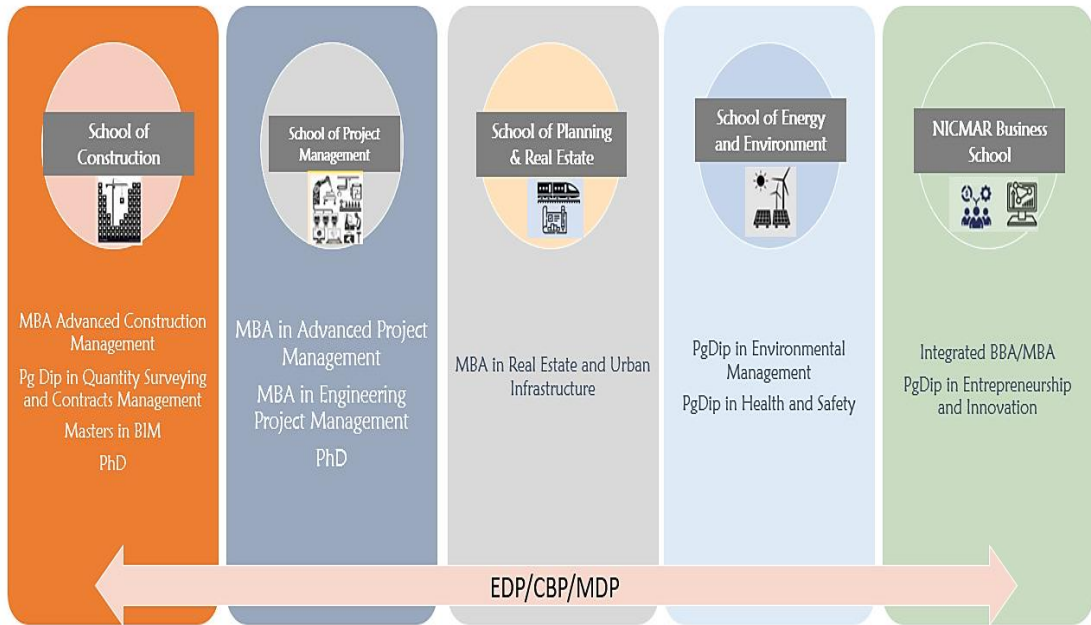 School of
Construction
MBA Advanced Construction
Management
Pg Dip in Quantity Surveying
and Contracts Management
Masters in BIM
PhD
School of Project
Management
MBA in Advanced Project
Management
MBA in Engineering
Project Management
PhD
School of Planning
& Real Estate
MBA in Real Estate and Urban
Infrastructure
School of Energy
and Environment
PgDip in Environmental
Management
PgDip in Health and Safety
NICMAR Business
School
Integrated BBA/MBA
PgDip in Entrepreneurship
and Innovation
EDP/CBP/MDP